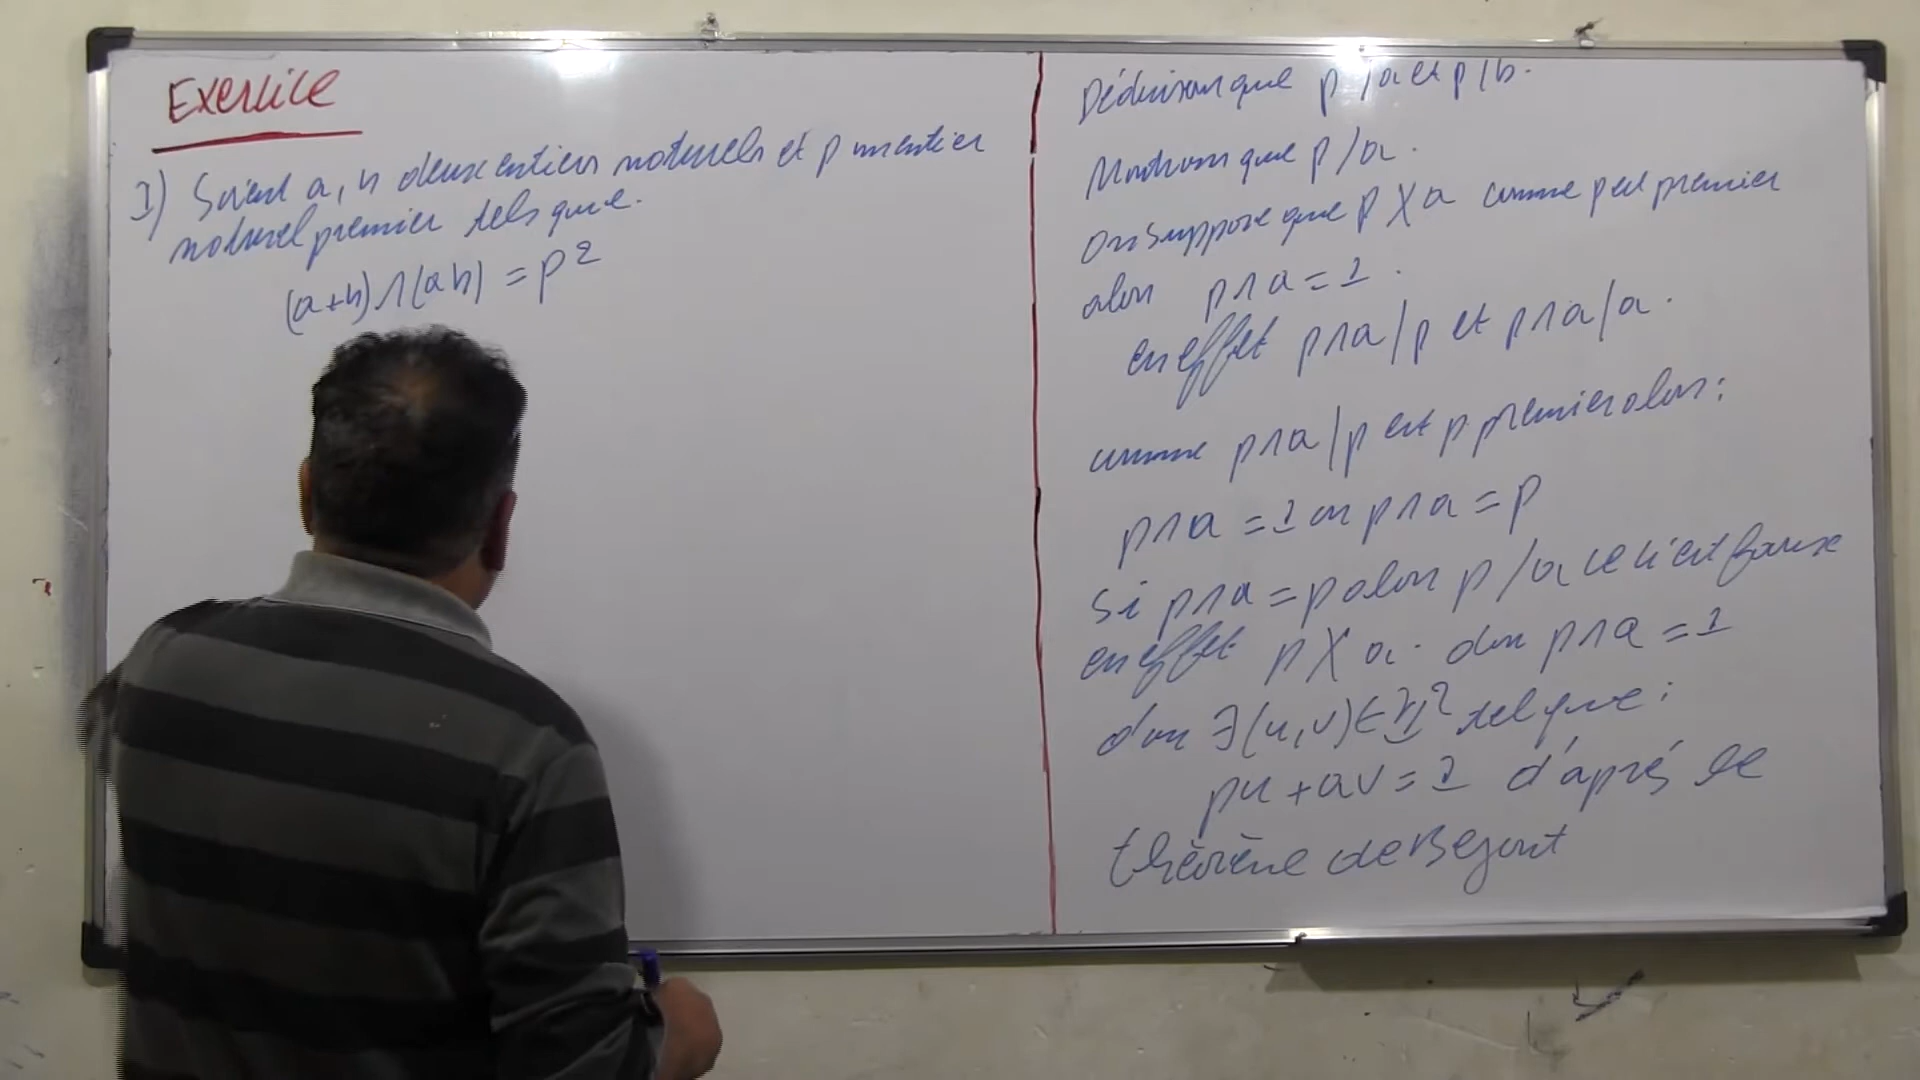 Exercice
I) Soient a, b deux entiers naturels et p un entier
naturel premier tels que.
(a+b)∧(ab) = p²
Déduisons que p/a et p/b.
Montrons que p/a.
On suppose que p∤a comme p est premier
alors p∧a = 1.
en effet p∧a/p et p∧a/a.
comme p∧a/p et p premier alors:
p∧a = 1 ou p∧a = p
Si p∧a = p alors p/a ce ci est faux
en effet p∤a. donc p∧a = 1
donc ∃(u,v)∈ℤ² tel que:
pu+av = 1 d'après le
théorème de Bezout